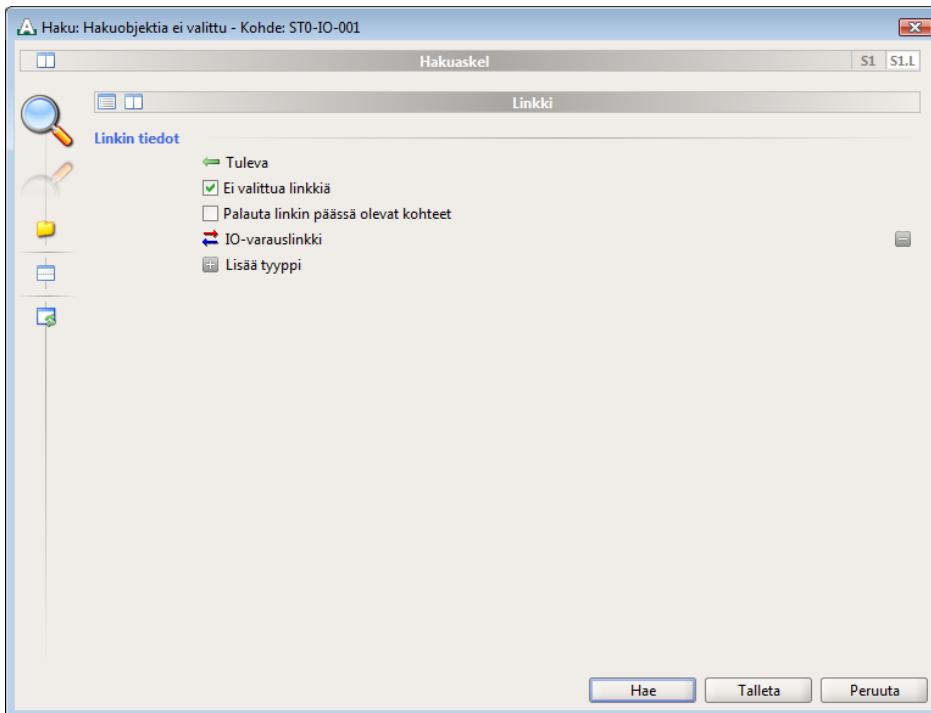 Haku: Hakuobjektia ei valittu - Kohde: ST0-IO-001
Hakuaskel
S1 S1.L
Linkki
Linkin tiedot
Tuleva
Ei valittua linkkiä
Palauta linkin päässä olevat kohteet
IO-varauslinkki
Lisää tyyppi
Hae Talleta Peruuta